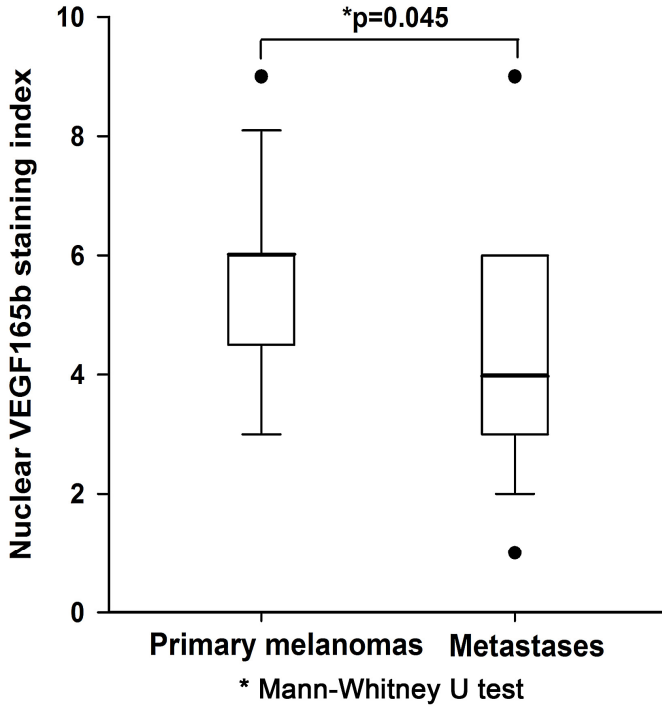 *p=0.045
Nuclear VEGF165b staining index
10
8
6
4
2
0
Primary melanomas Metastases
* Mann-Whitney U test